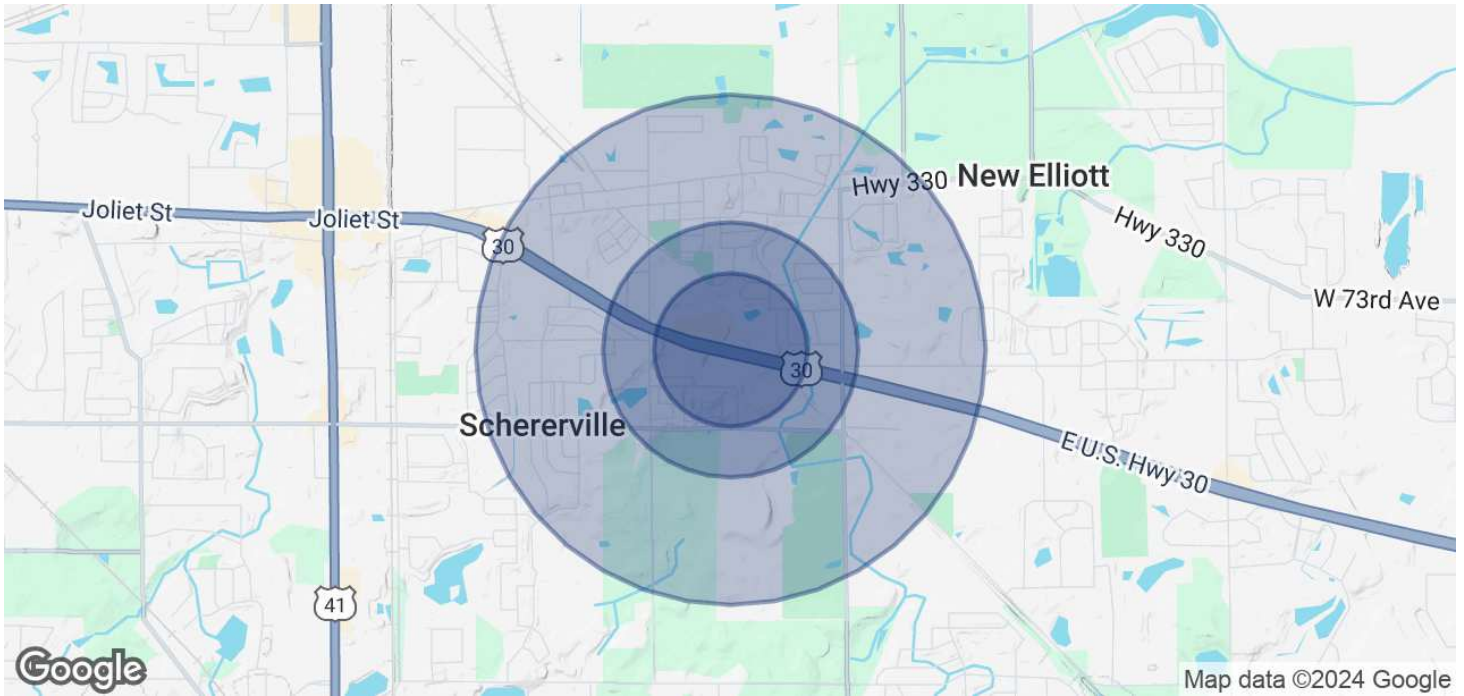 Hwy 330
New Elliott
Joliet St
Joliet St
Hwy 330
30
W 73rd Ave
30
Schererville
E U.S. Hwy 30
41
Google
Map data ©2024 Google